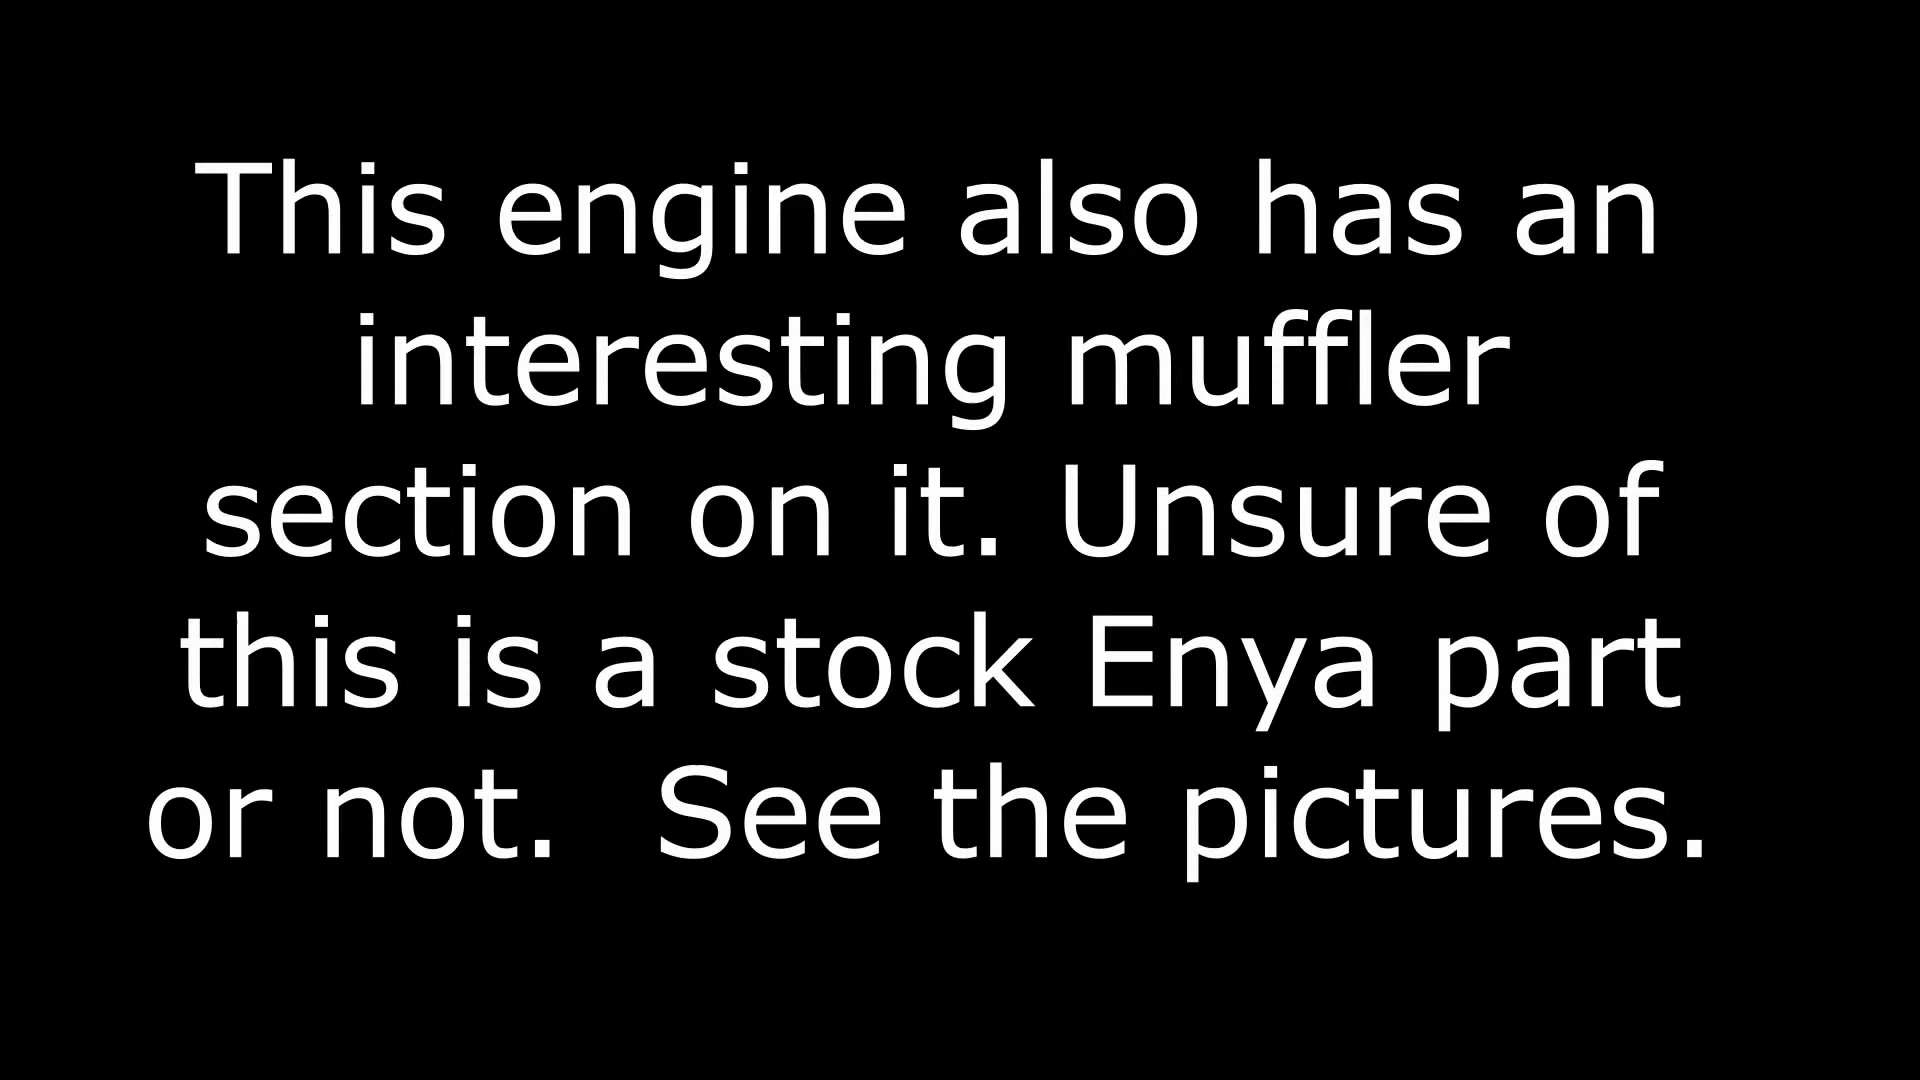 This engine also has an
interesting muffler
section on it. Unsure of
this is a stock Enya part
or not.  See the pictures.